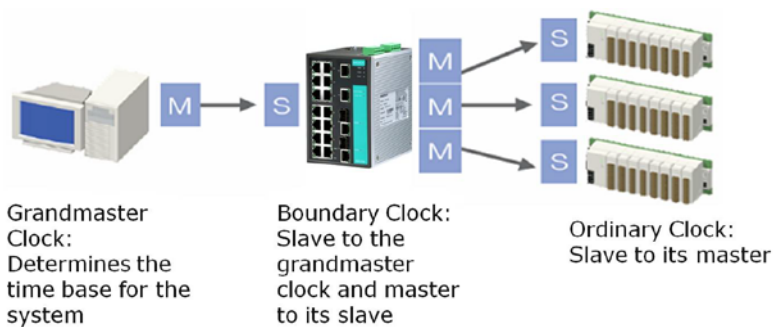 M
S
M
M
M
S
S
S
Grandmaster
Clock:
Determines the
time base for the
system
Boundary Clock:
Slave to the
grandmaster
clock and master
to its slave
Ordinary Clock:
Slave to its master